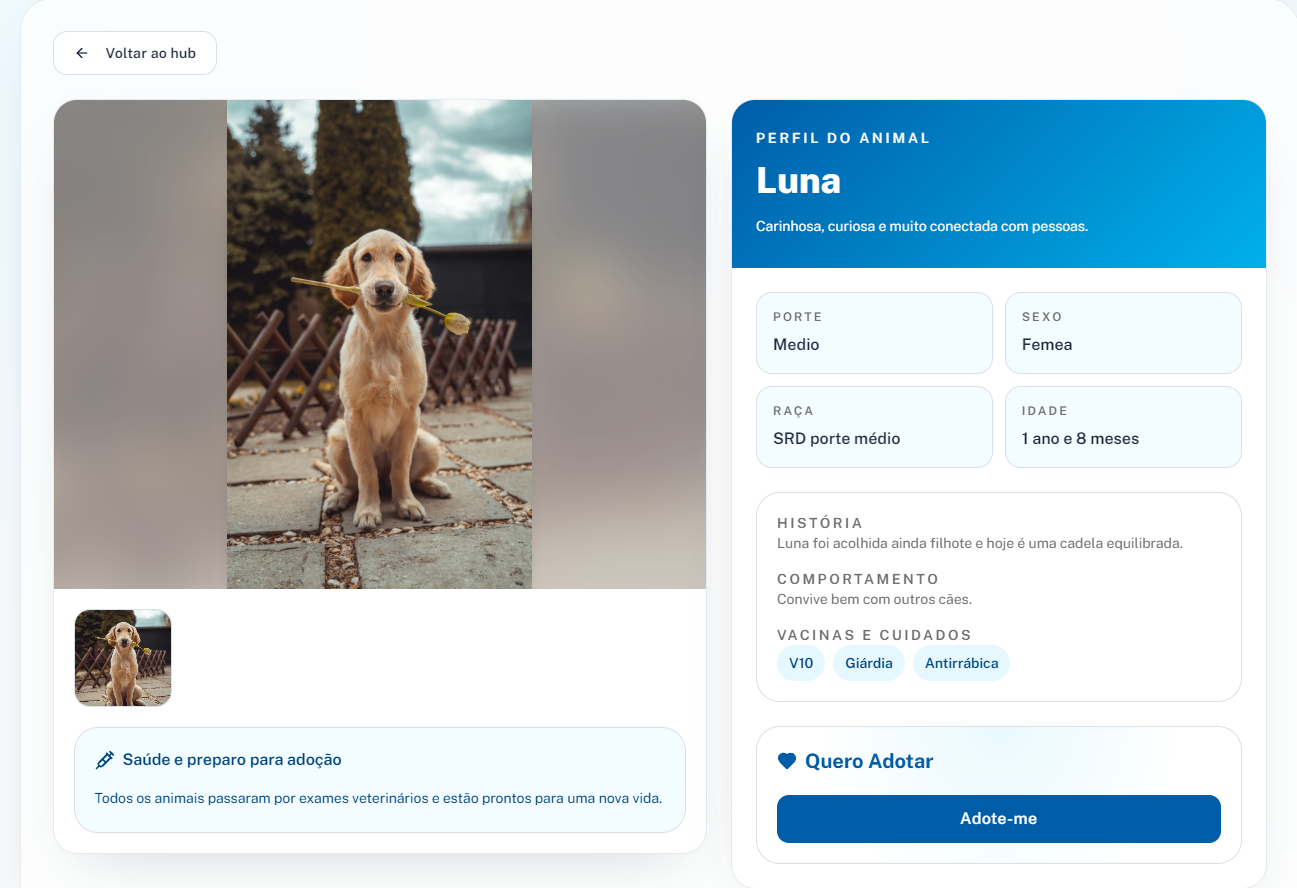 Voltar ao hub
PERFIL DO ANIMAL
Luna
Carinhosa, curiosa e muito conectada com pessoas.
PORTE
Medio
SEXO
Femea
RAÇA
SRD porte médio
IDADE
1 ano e 8 meses
HISTÓRIA
Luna foi acolhida ainda filhote e hoje é uma cadela equilibrada.
COMPORTAMENTO
Convive bem com outros cães.
VACINAS E CUIDADOS
V10
Giárdia
Antirrábica
Saúde e preparo para adoção
Todos os animais passaram por exames veterinários e estão prontos para uma nova vida.
Quero Adotar
Adote-me